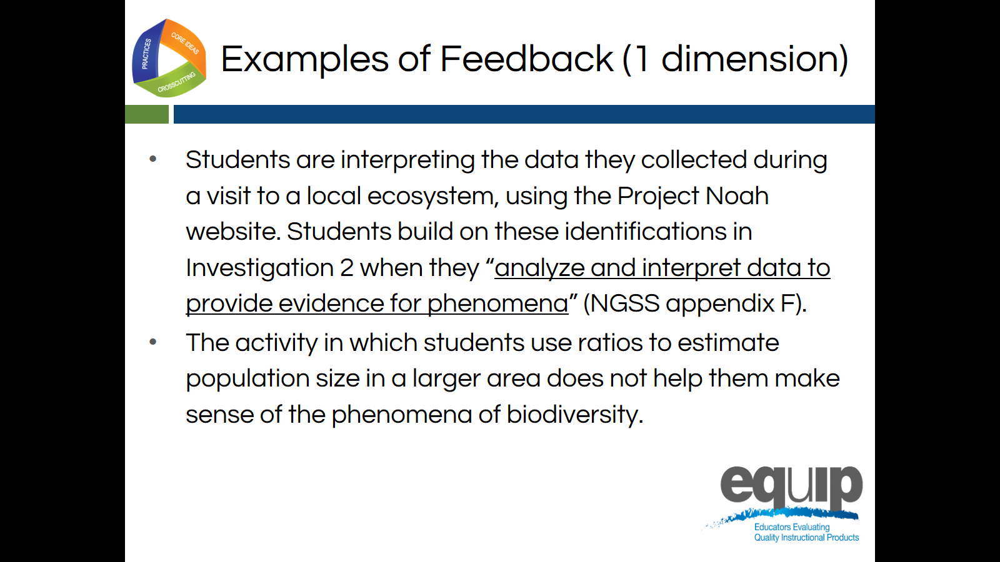 PRACTICES
CORE IDEAS
CROSSCUTTING
Examples of Feedback (1 dimension)
• Students are interpreting the data they collected during
a visit to a local ecosystem, using the Project Noah
website. Students build on these identifications in
Investigation 2 when they “analyze and interpret data to
provide evidence for phenomena” (NGSS appendix F).
• The activity in which students use ratios to estimate
population size in a larger area does not help them make
sense of the phenomena of biodiversity.
equip
Educators Evaluating
Quality Instructional Products